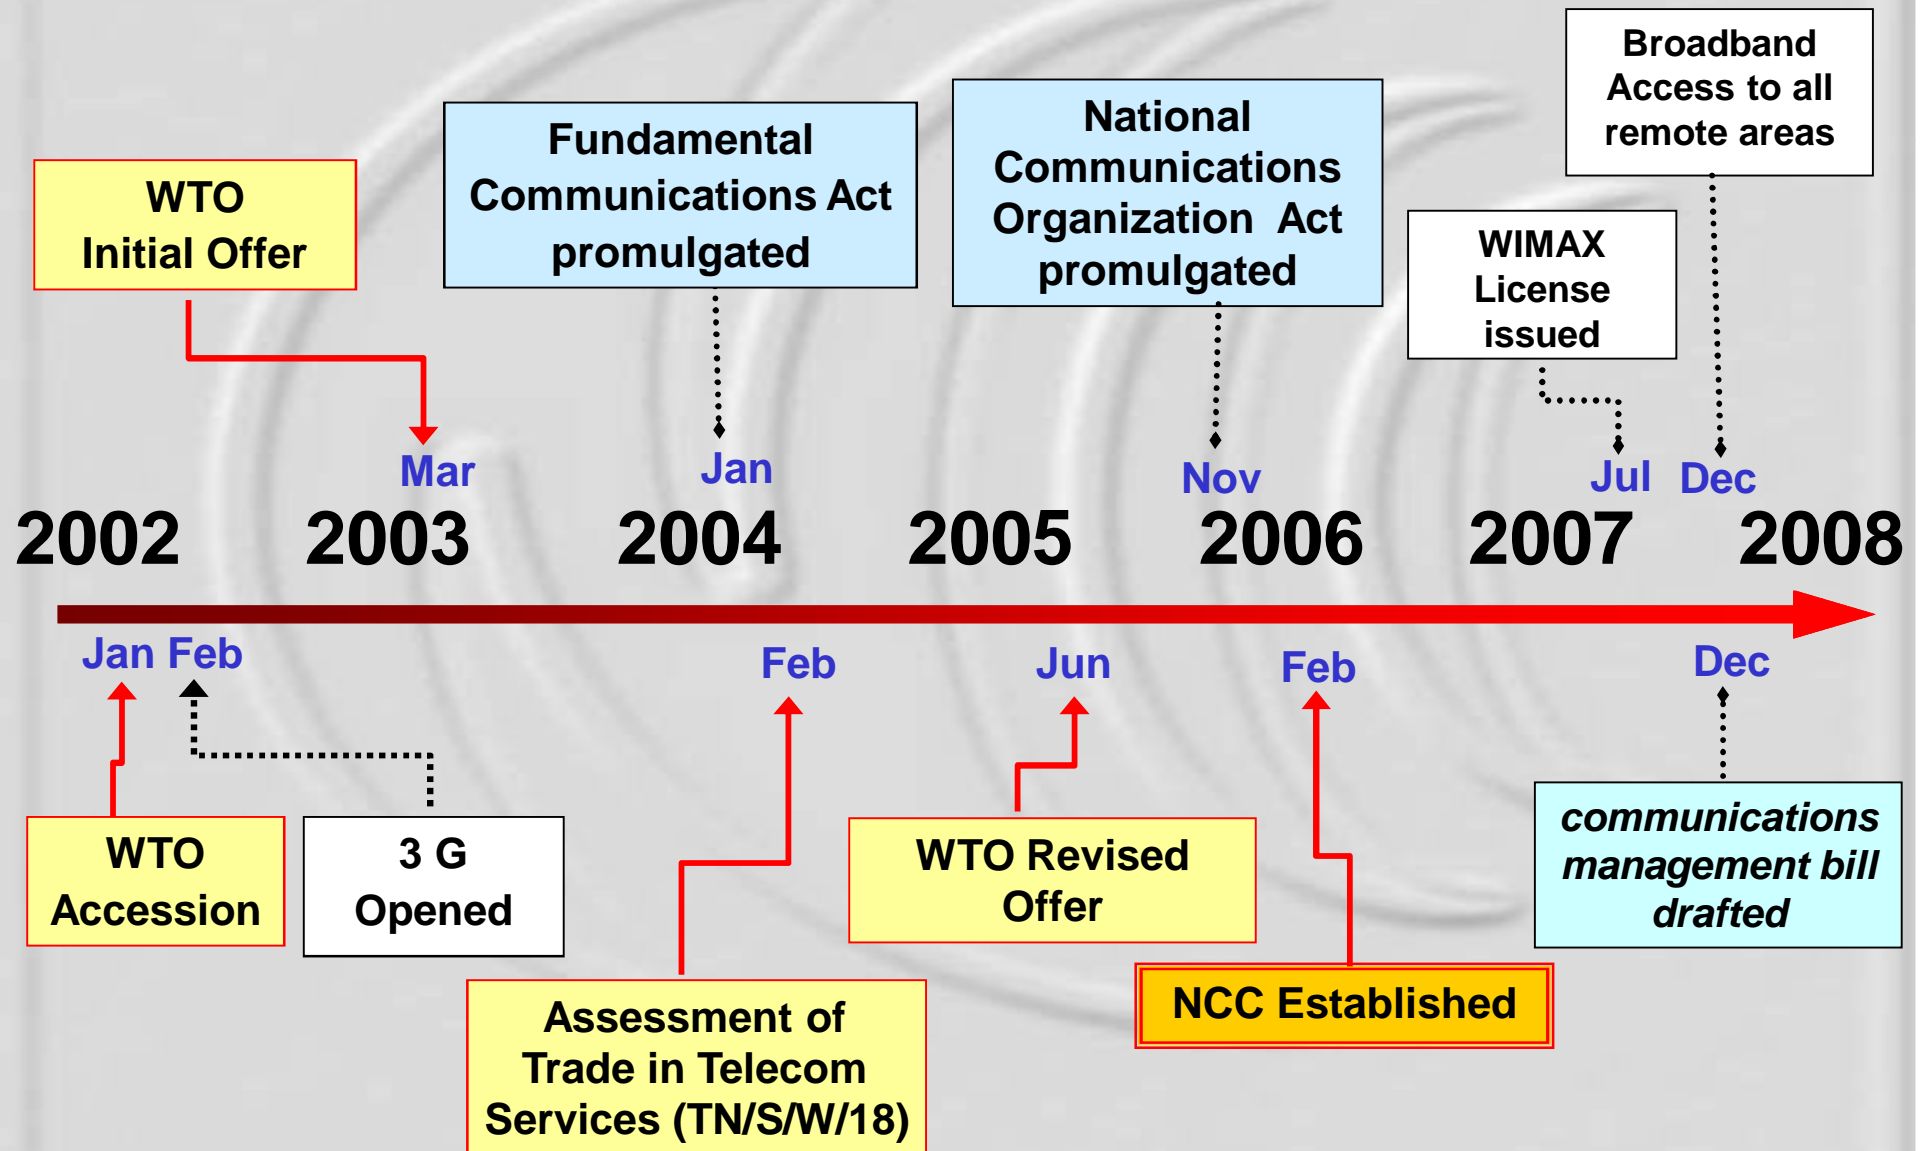 Broadband
Access to all
remote areas
National
Communications
Organization Act
promulgated
Fundamental
Communications Act
promulgated
WTO
Initial Offer
WIMAX
License
issued
Mar
Jan
Nov
Jul
Dec
2002
2003
2004
2005
2006
2007
2008
Jan
Feb
Feb
Jun
Feb
Dec
WTO
Accession
3 G
Opened
WTO Revised
Offer
communications
management bill
drafted
NCC Established
Assessment of
Trade in Telecom
Services (TN/S/W/18)